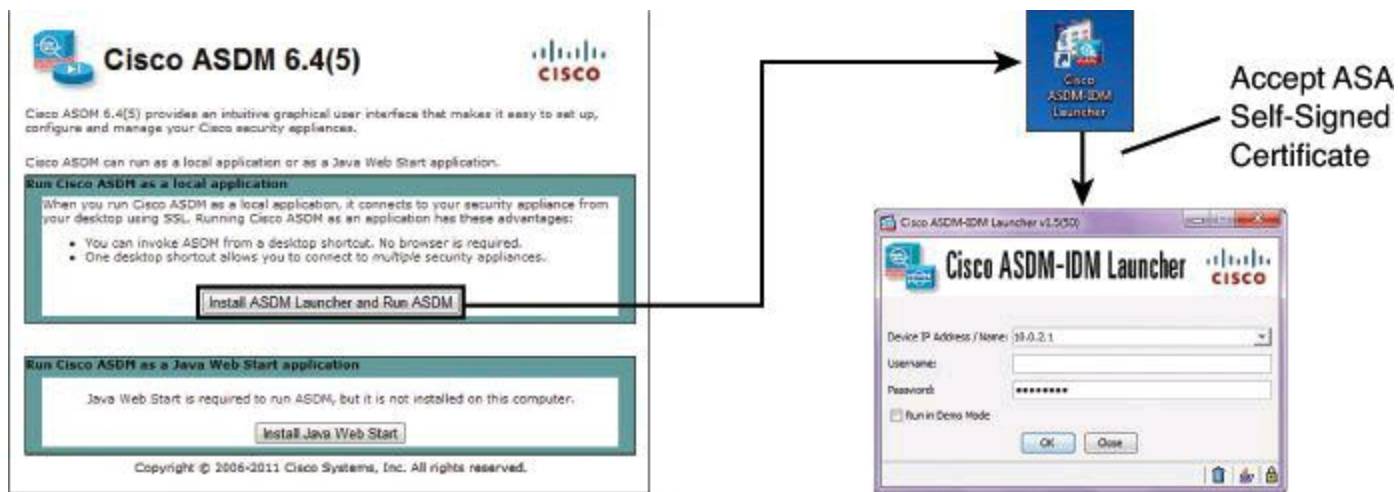 Cisco ASDM 6.4(5)
CISCO
Cisco ASDM 6.4(5) provides an intuitive graphical user interface that makes it easy to set up,
configure and manage your Cisco security appliances.
Cisco ASDM can run as a local application or as a Java Web Start application.
Run Cisco ASDM as a local application
When you run Cisco ASDM as a local application, it connects to your security appliance from
your desktop using SSL. Running Cisco ASDM as an application has these advantages:
• You can invoke ASDM from a desktop shortcut. No browser is required.
• One desktop shortcut allows you to connect to multiple security appliances.
Install ASDM Launcher and Run ASDM
Run Cisco ASDM as a Java Web Start application
Java Web Start is required to run ASDM, but it is not installed on this computer.
Install Java Web Start
Copyright © 2006-2011 Cisco Systems, Inc. All rights reserved.
Cisco
ASDM-IDM
Launcher
Accept ASA
Self-Signed
Certificate
Cisco ASDM-IDM Launcher v1.5(50)
Cisco ASDM-IDM Launcher
CISCO
Device IP Address / Name: 10.0.2.1
Username:
Password: ••••••••
Run in Demo Mode
OK Close